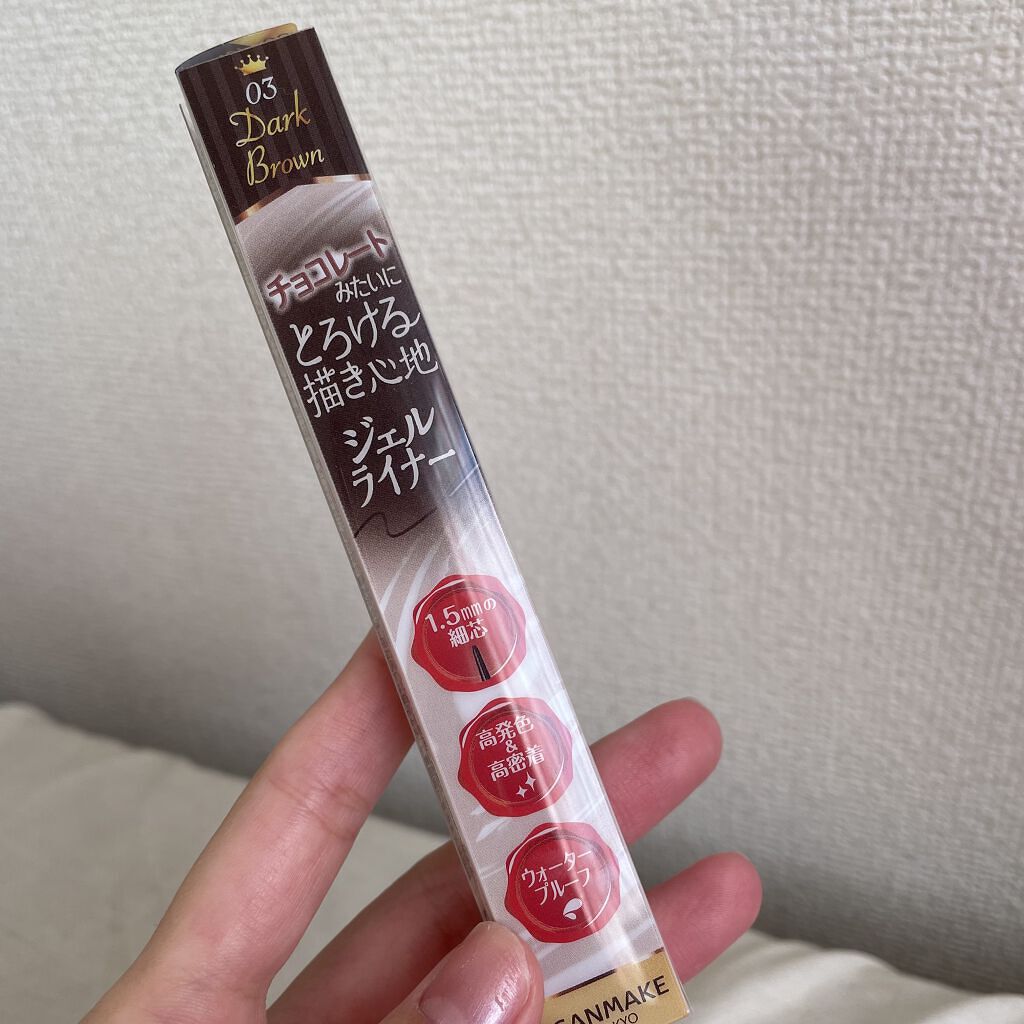 03
Dark
Brown
チョコレート
みたいに
とろける
描き心地
ジェル
ライナー
1.5mmの
細芯
高発色
&
高密着
ウォーター
プルーフ
CANMAKE
KYO